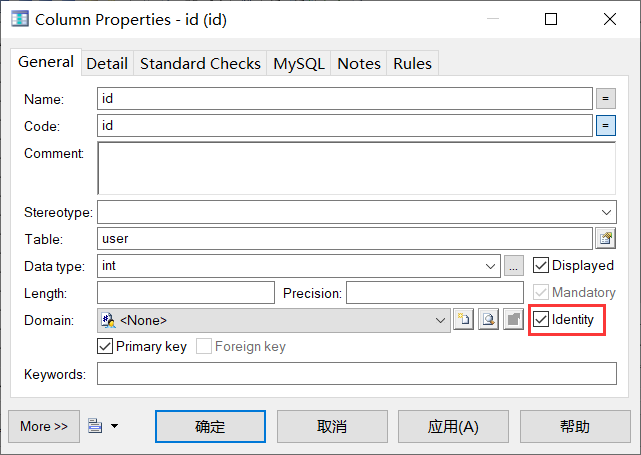 Column Properties - id (id)
General Detail Standard Checks MySQL Notes Rules
Name: id =
Code: id =
Comment:
Stereotype:
Table: user
Data type: int ... Displayed
Length: Precision: Mandatory
Domain: <None> Identity
Primary key Foreign key
Keywords:
More >> 确定 取消 应用(A) 帮助